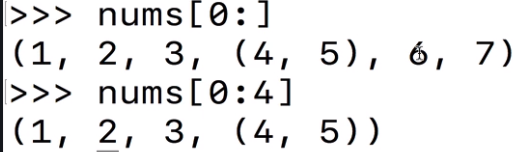 >>> nums[0:]
(1, 2, 3, (4, 5), 6, 7)
>>> nums[0:4]
(1, 2, 3, (4, 5))